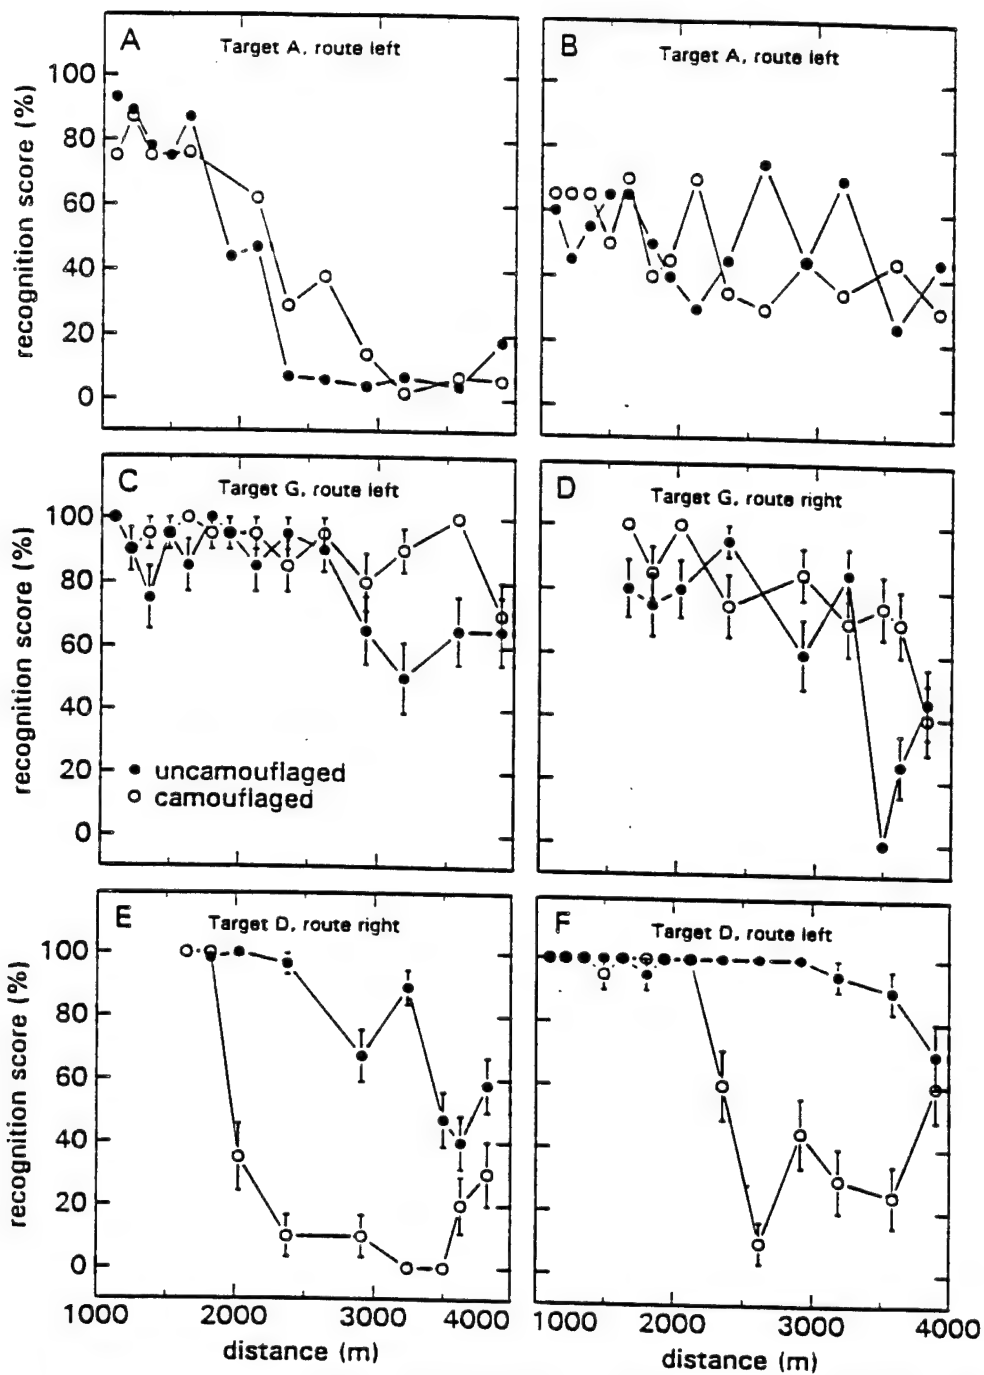 A
Target A, route left
B
Target A, route left
recognition score (%)
100
80
60
40
20
0
C
Target G, route left
D
Target G, route right
recognition score (%)
100
80
60
40
20
0
uncamouflaged
camouflaged
E
Target D, route right
F
Target D, route left
recognition score (%)
100
80
60
40
20
0
1000 2000 3000 4000
1000 2000 3000 4000
distance (m)
distance (m)